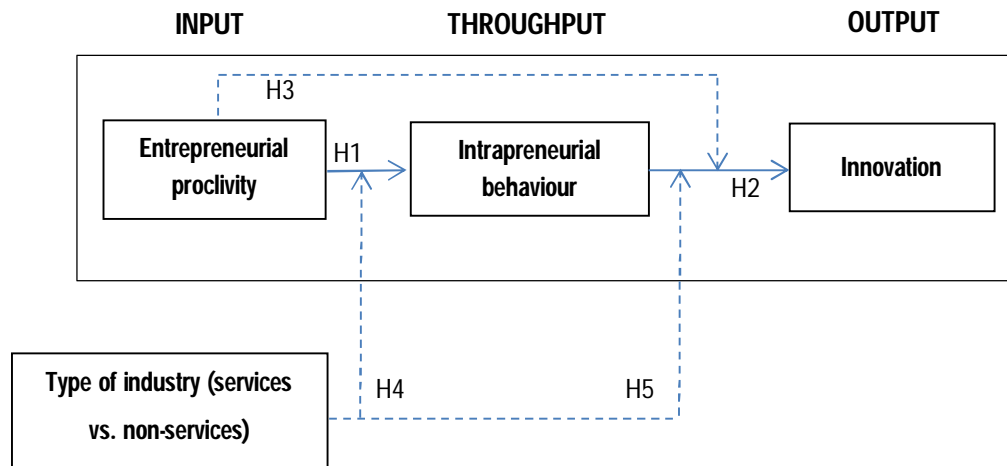 INPUT
THROUGHPUT
OUTPUT
H3
Entrepreneurial
proclivity
H1
Intrapreneurial
behaviour
H2
Innovation
Type of industry (services
vs. non-services)
H4
H5